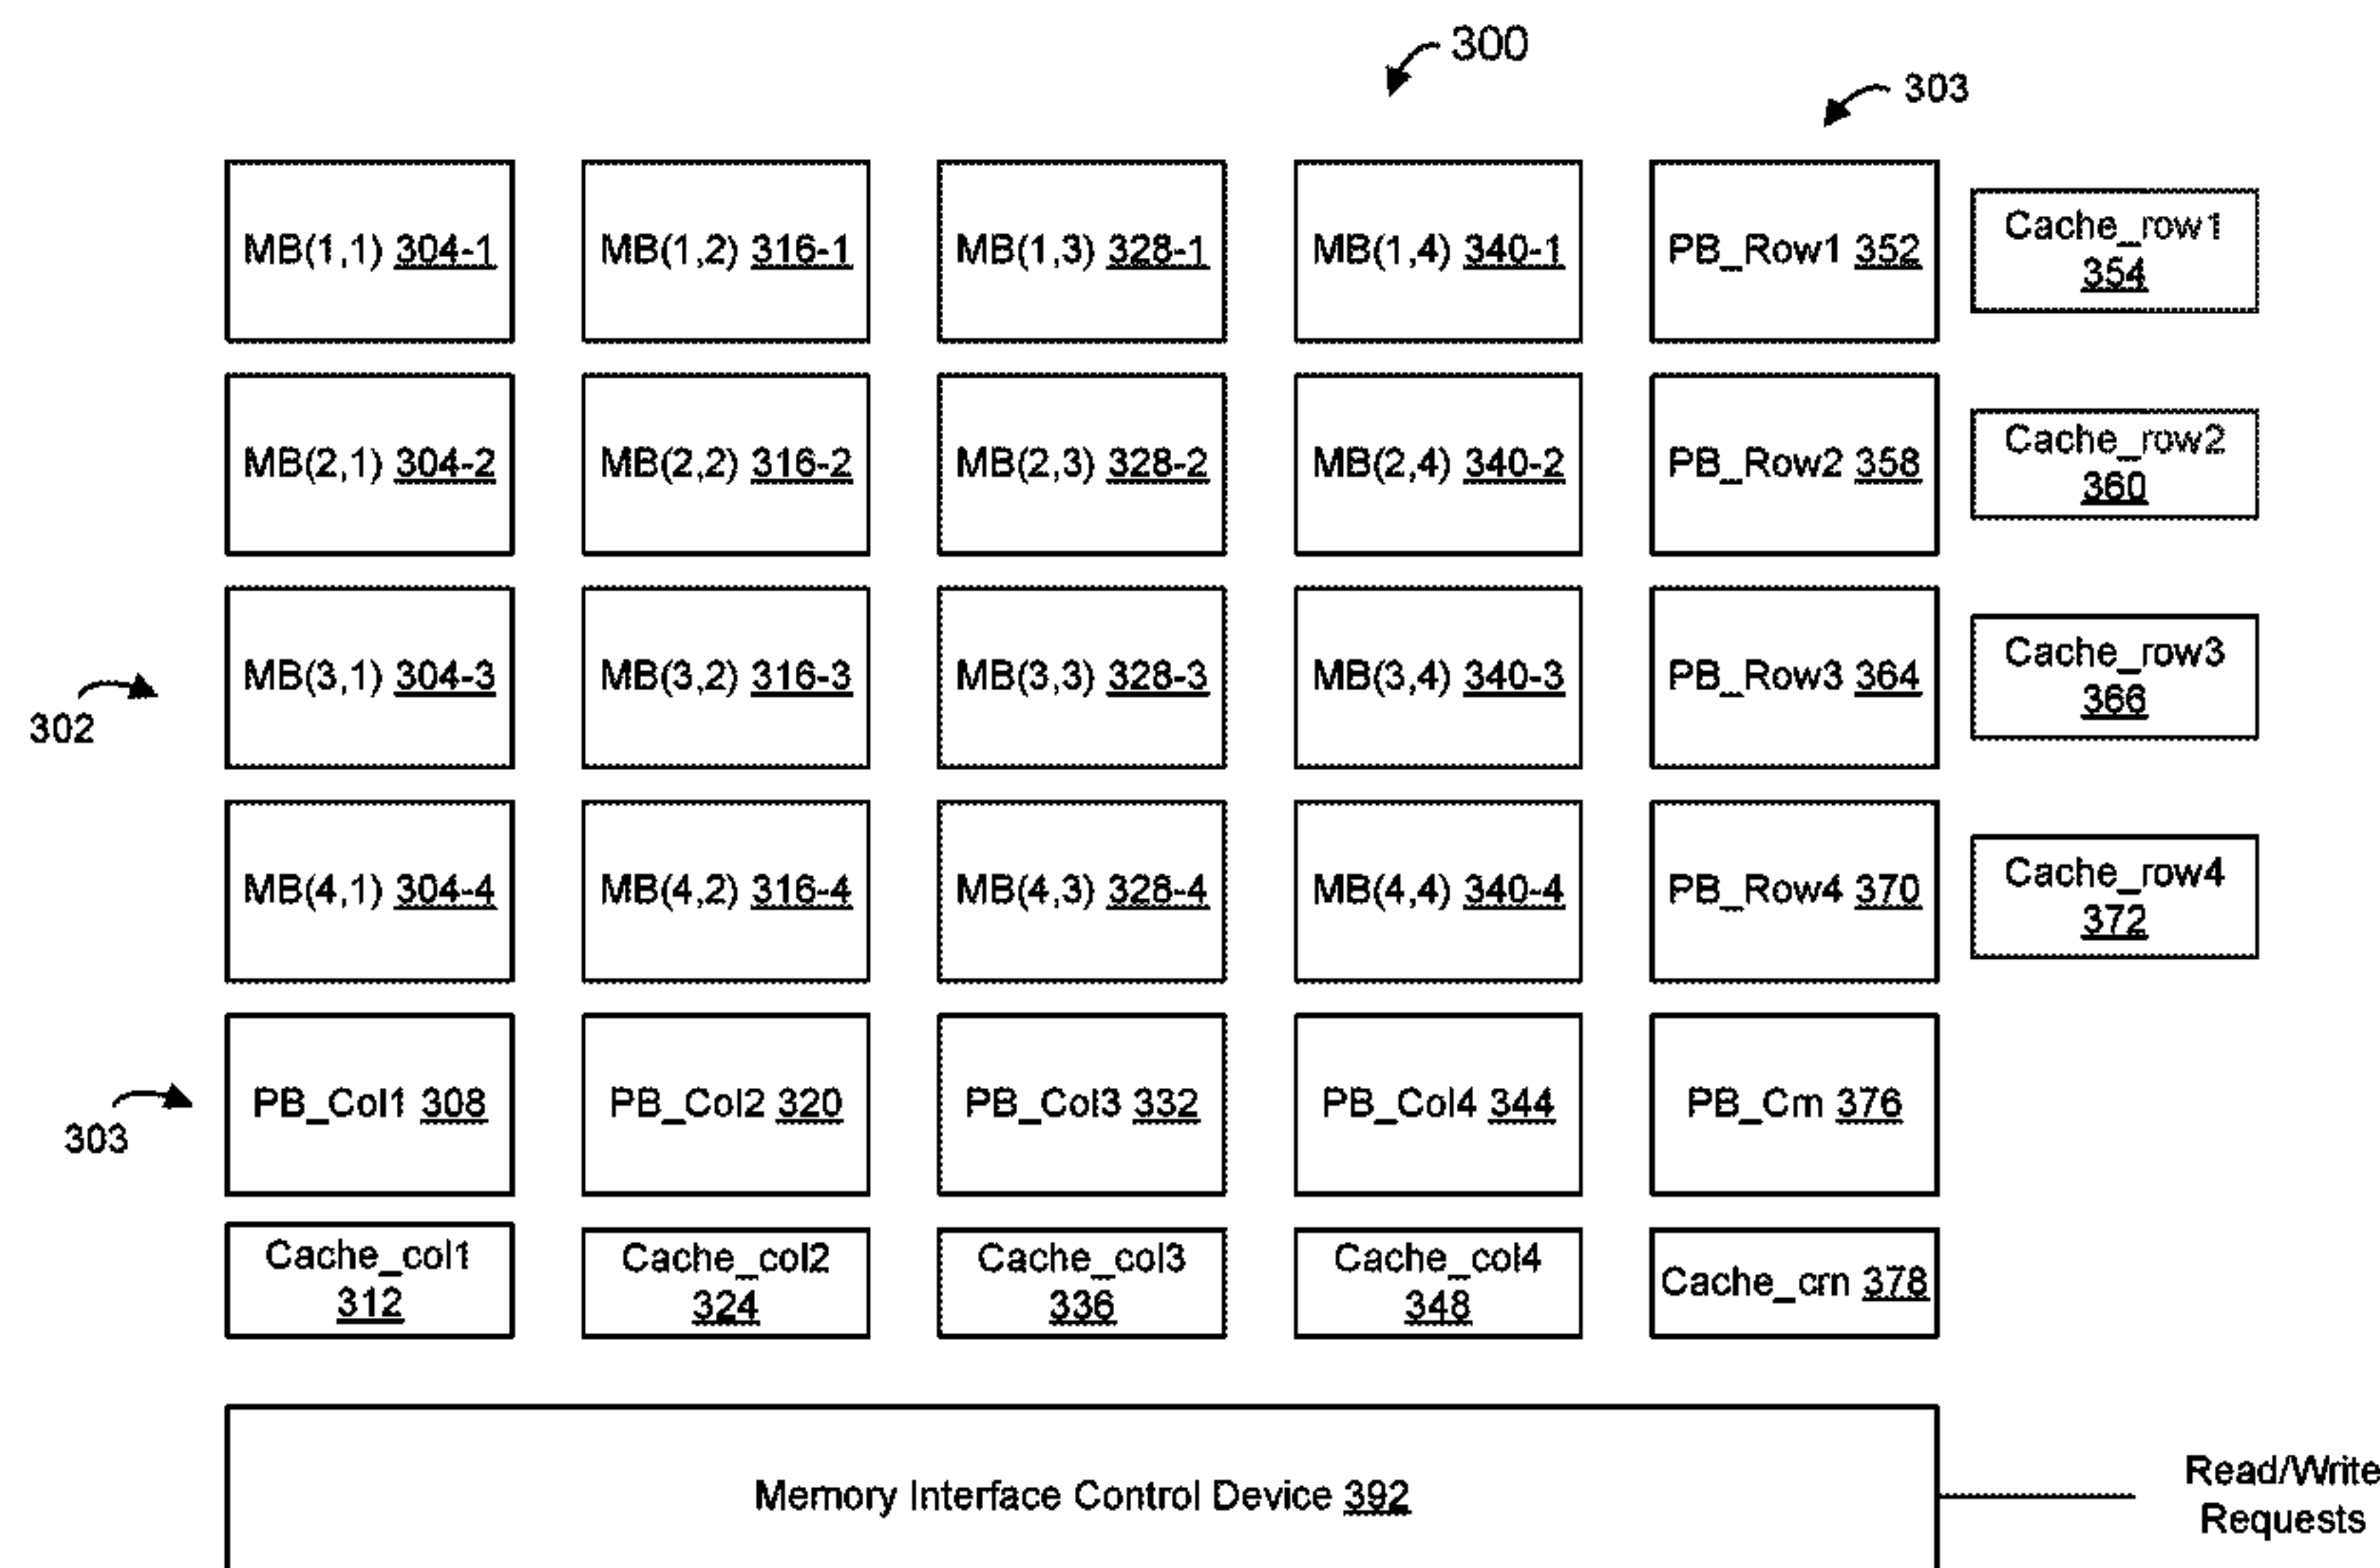 300
303
MB(1,1) 304-1
MB(1,2) 316-1
MB(1,3) 328-1
MB(1,4) 340-1
PB_Row1 352
Cache_row1
354
MB(2,1) 304-2
MB(2,2) 316-2
MB(2,3) 328-2
MB(2,4) 340-2
PB_Row2 358
Cache_row2
360
302
MB(3,1) 304-3
MB(3,2) 316-3
MB(3,3) 328-3
MB(3,4) 340-3
PB_Row3 364
Cache_row3
366
MB(4,1) 304-4
MB(4,2) 316-4
MB(4,3) 328-4
MB(4,4) 340-4
PB_Row4 370
Cache_row4
372
303
PB_Col1 308
PB_Col2 320
PB_Col3 332
PB_Col4 344
PB_Crn 376
Cache_col1
312
Cache_col2
324
Cache_col3
336
Cache_col4
348
Cache_crn 378
Memory Interface Control Device 392
Read/Write
Requests